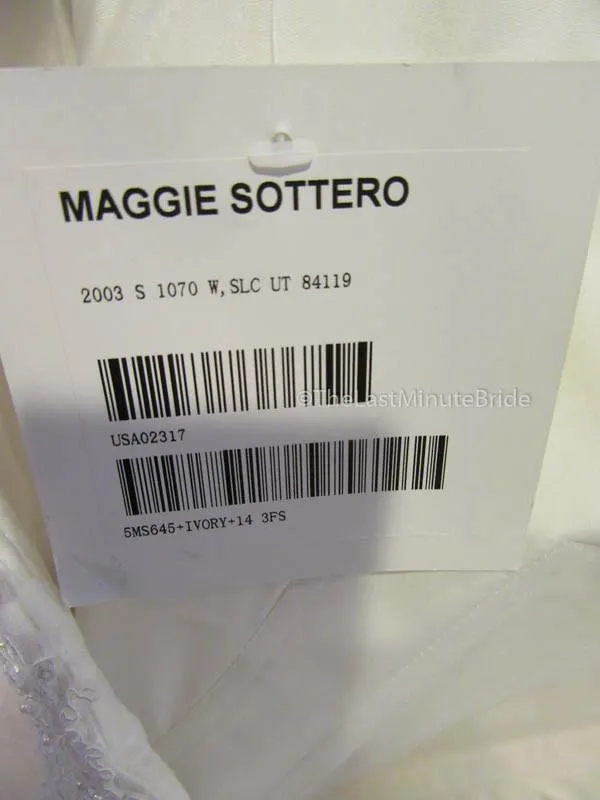 MAGGIE SOTTERO
2003 S 1070 W, SLC UT 84119
©TheLastMinuteBride
USA02317
5MS645+IVORY+14 3FS